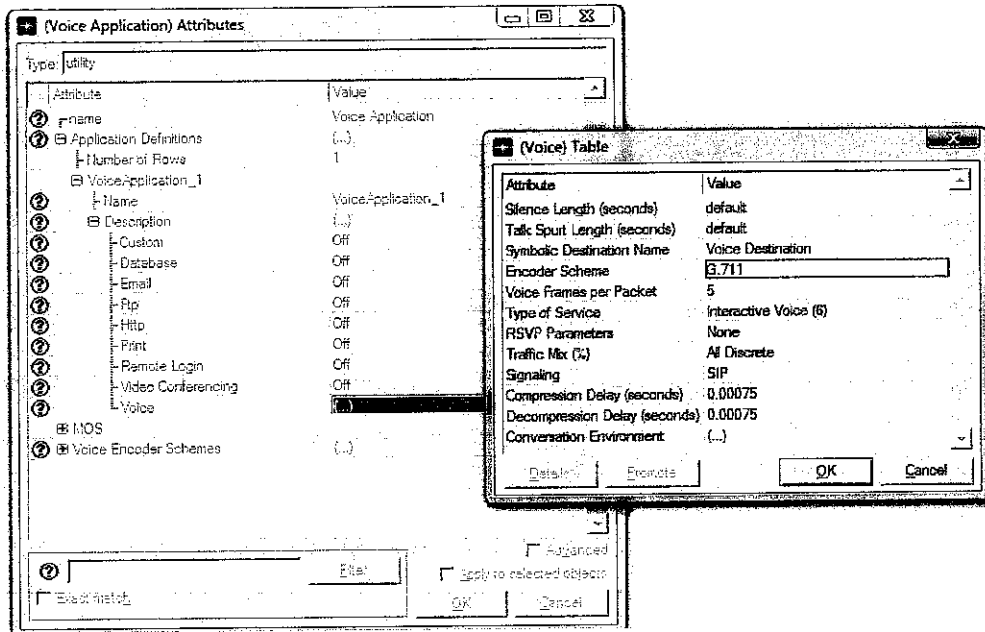 (Voice Application) Attributes
Type: utility
Attribute Value
name Voice Application
Application Definitions (...)
Number of Rows 1
VoiceApplication_1
Name VoiceApplication_1
Description (...)
Custom Off
Database Off
Email Off
Ftp Off
Http Off
Print Off
Remote Login Off
Video Conferencing Off
Voice (...)
MOS
Voice Encoder Schemes (...)
Advanced
Filter
Apply to selected objects
Exact match
OK Cancel
(Voice) Table
Attribute Value
Silence Length (seconds) default
Talk Spurt Length (seconds) default
Symbolic Destination Name Voice Destination
Encoder Scheme G.711
Voice Frames per Packet 5
Type of Service Interactive Voice (6)
RSVP Parameters None
Traffic Mix (%) All Discrete
Signaling SIP
Compression Delay (seconds) 0.00075
Decompression Delay (seconds) 0.00075
Conversation Environment (...)
Details Promote OK Cancel